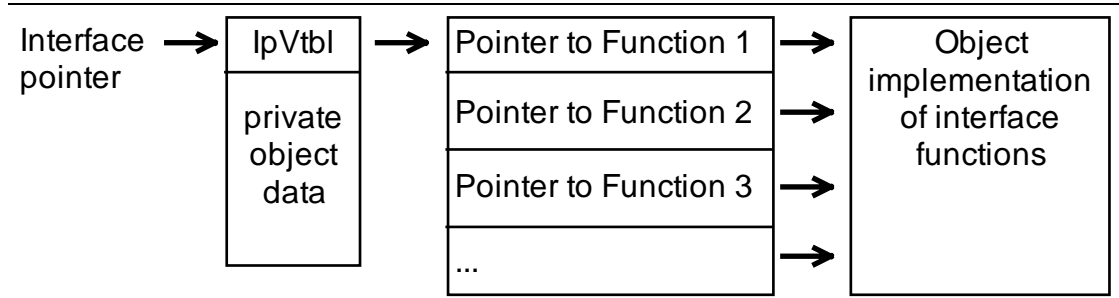 Interface
pointer
lpVtbl
private
object
data
Pointer to Function 1
Pointer to Function 2
Pointer to Function 3
...
Object
implementation
of interface
functions